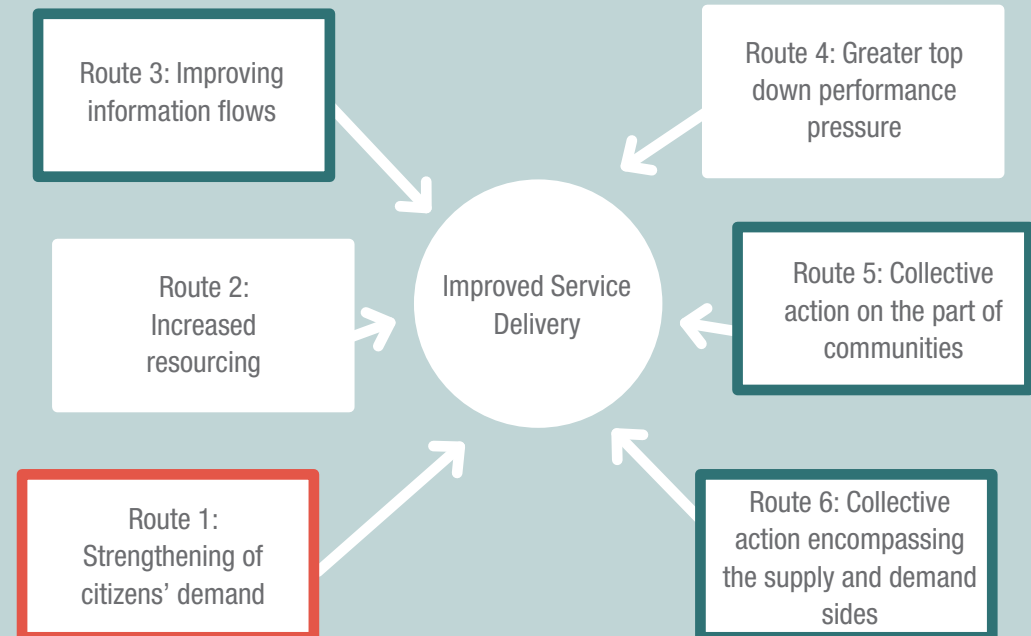 Route 3: Improving
information flows
Route 4: Greater top
down performance
pressure
Route 2:
Increased
resourcing
Improved Service
Delivery
Route 5: Collective
action on the part of
communities
Route 1:
Strengthening of
citizens’ demand
Route 6: Collective
action encompassing
the supply and demand
sides